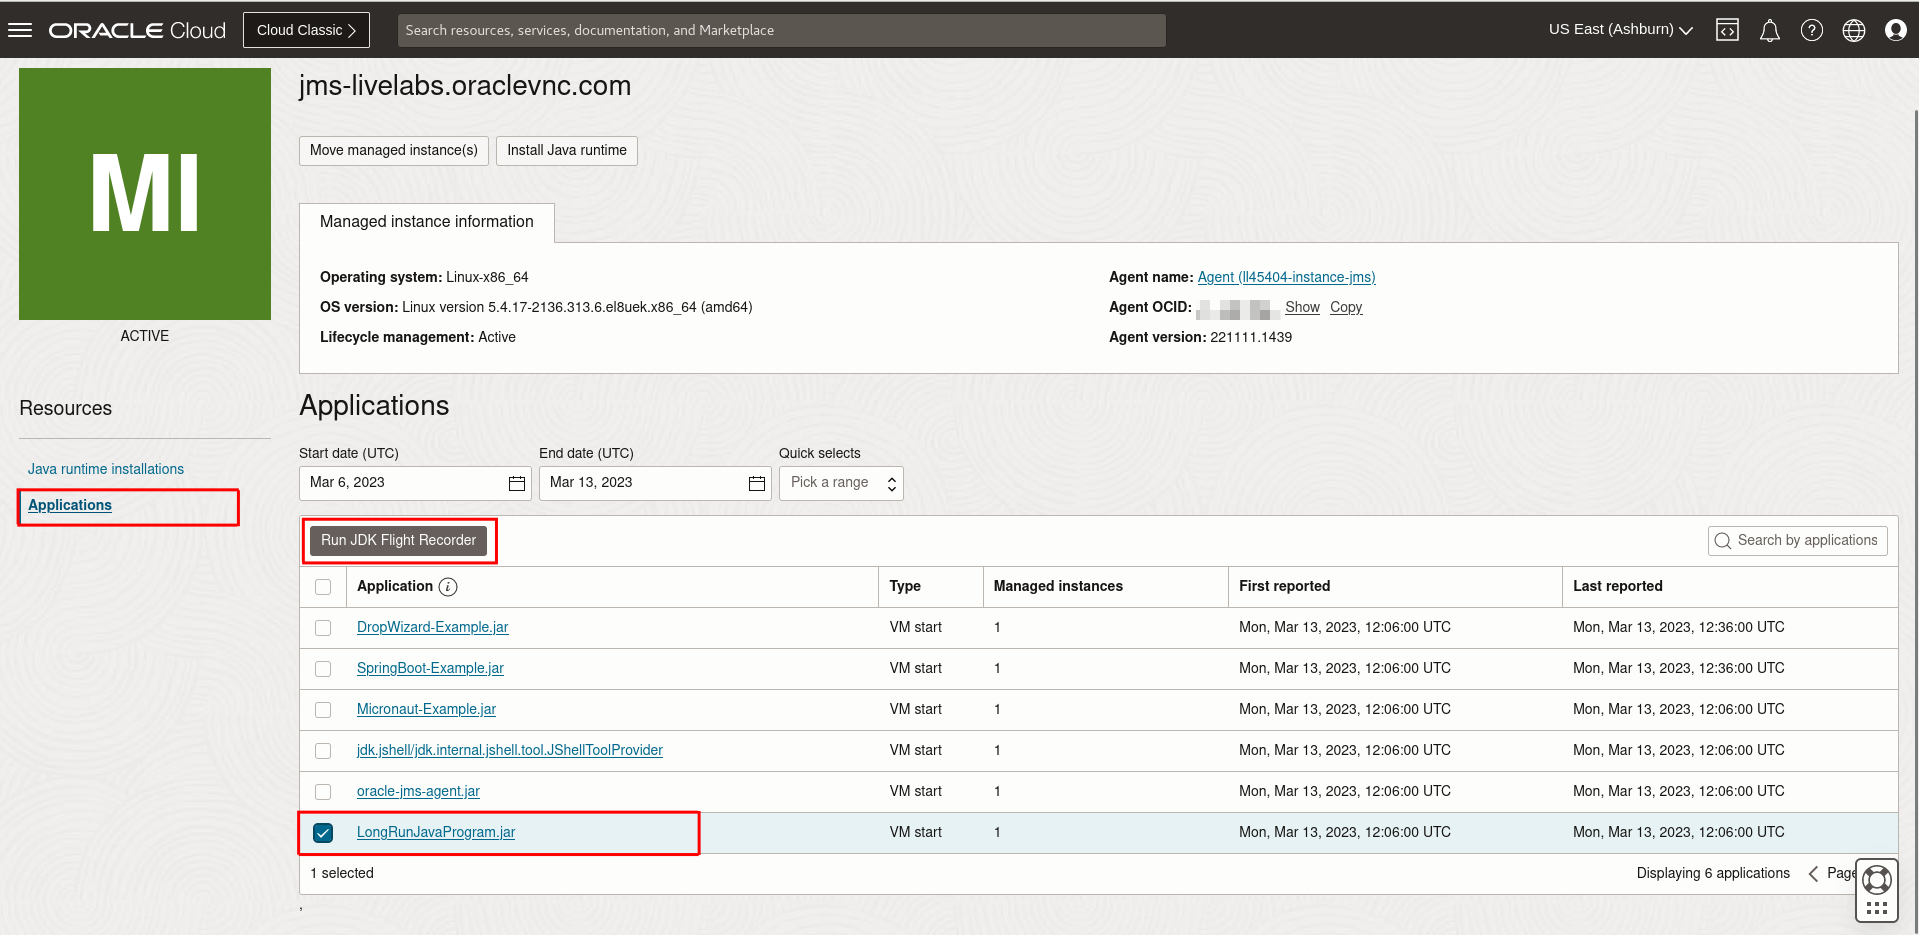 ORACLE Cloud
Cloud Classic
Search resources, services, documentation, and Marketplace
US East (Ashburn)
MI
ACTIVE
Resources
Java runtime installations
Applications
jms-livelabs.oraclevnc.com
Move managed instance(s)
Install Java runtime
Managed instance information
Operating system: Linux-x86_64
OS version: Linux version 5.4.17-2136.313.6.el8uek.x86_64 (amd64)
Lifecycle management: Active
Agent name: Agent (ll45404-instance-jms)
Agent OCID: Show Copy
Agent version: 221111.1439
Applications
Start date (UTC) End date (UTC) Quick selects
Mar 6, 2023 Mar 13, 2023 Pick a range
Run JDK Flight Recorder
Search by applications
Application i Type Managed instances First reported Last reported
DropWizard-Example.jar VM start 1 Mon, Mar 13, 2023, 12:06:00 UTC Mon, Mar 13, 2023, 12:36:00 UTC
SpringBoot-Example.jar VM start 1 Mon, Mar 13, 2023, 12:06:00 UTC Mon, Mar 13, 2023, 12:36:00 UTC
Micronaut-Example.jar VM start 1 Mon, Mar 13, 2023, 12:06:00 UTC Mon, Mar 13, 2023, 12:06:00 UTC
jdk.jshell/jdk.internal.jshell.tool.JShellToolProvider VM start 1 Mon, Mar 13, 2023, 12:06:00 UTC Mon, Mar 13, 2023, 12:06:00 UTC
oracle-jms-agent.jar VM start 1 Mon, Mar 13, 2023, 12:06:00 UTC Mon, Mar 13, 2023, 12:06:00 UTC
LongRunJavaProgram.jar VM start 1 Mon, Mar 13, 2023, 12:06:00 UTC Mon, Mar 13, 2023, 12:06:00 UTC
1 selected
Displaying 6 applications
Page
,